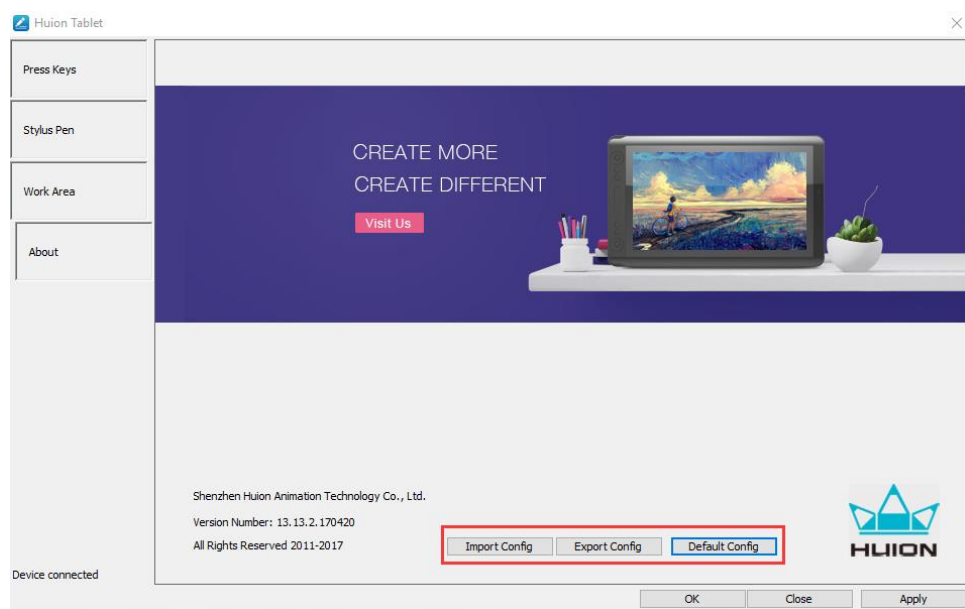 Huion Tablet
Press Keys
Stylus Pen
Work Area
About
CREATE MORE
CREATE DIFFERENT
Visit Us
Shenzhen Huion Animation Technology Co., Ltd.
Version Number: 13.13.2.170420
All Rights Reserved 2011-2017
Import Config Export Config Default Config
HUION
Device connected
OK Close Apply